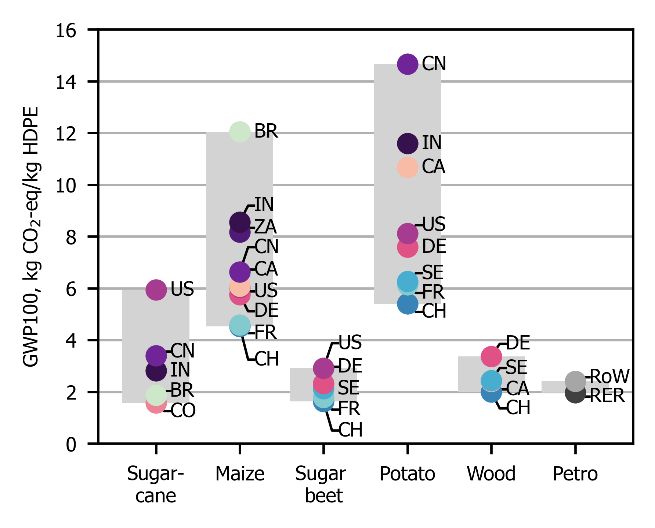 GWP100, kg CO₂-eq/kg HDPE
16
14
12
10
8
6
4
2
0
US
CN
IN
BR
CO
BR
IN
ZA
CN
CA
US
DE
FR
CH
US
DE
SE
FR
CH
CN
IN
CA
US
DE
SE
FR
CH
DE
SE
CA
CH
RoW
RER
Sugar-
cane
Maize
Sugar
beet
Potato
Wood
Petro